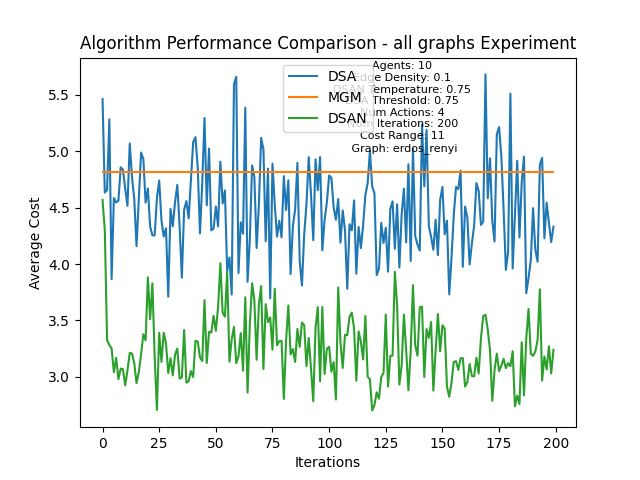 Algorithm Performance Comparison - all graphs Experiment
Agents: 10
Edge Density: 0.1
DSAN Temperature: 0.75
Threshold: 0.75
Num Actions: 4
Num Iterations: 200
Cost Range: 11
Graph: erdos_renyi
DSA
MGM
DSAN
5.5
5.0
4.5
4.0
3.5
3.0
Average Cost
0
25
50
75
100
125
150
175
200
Iterations